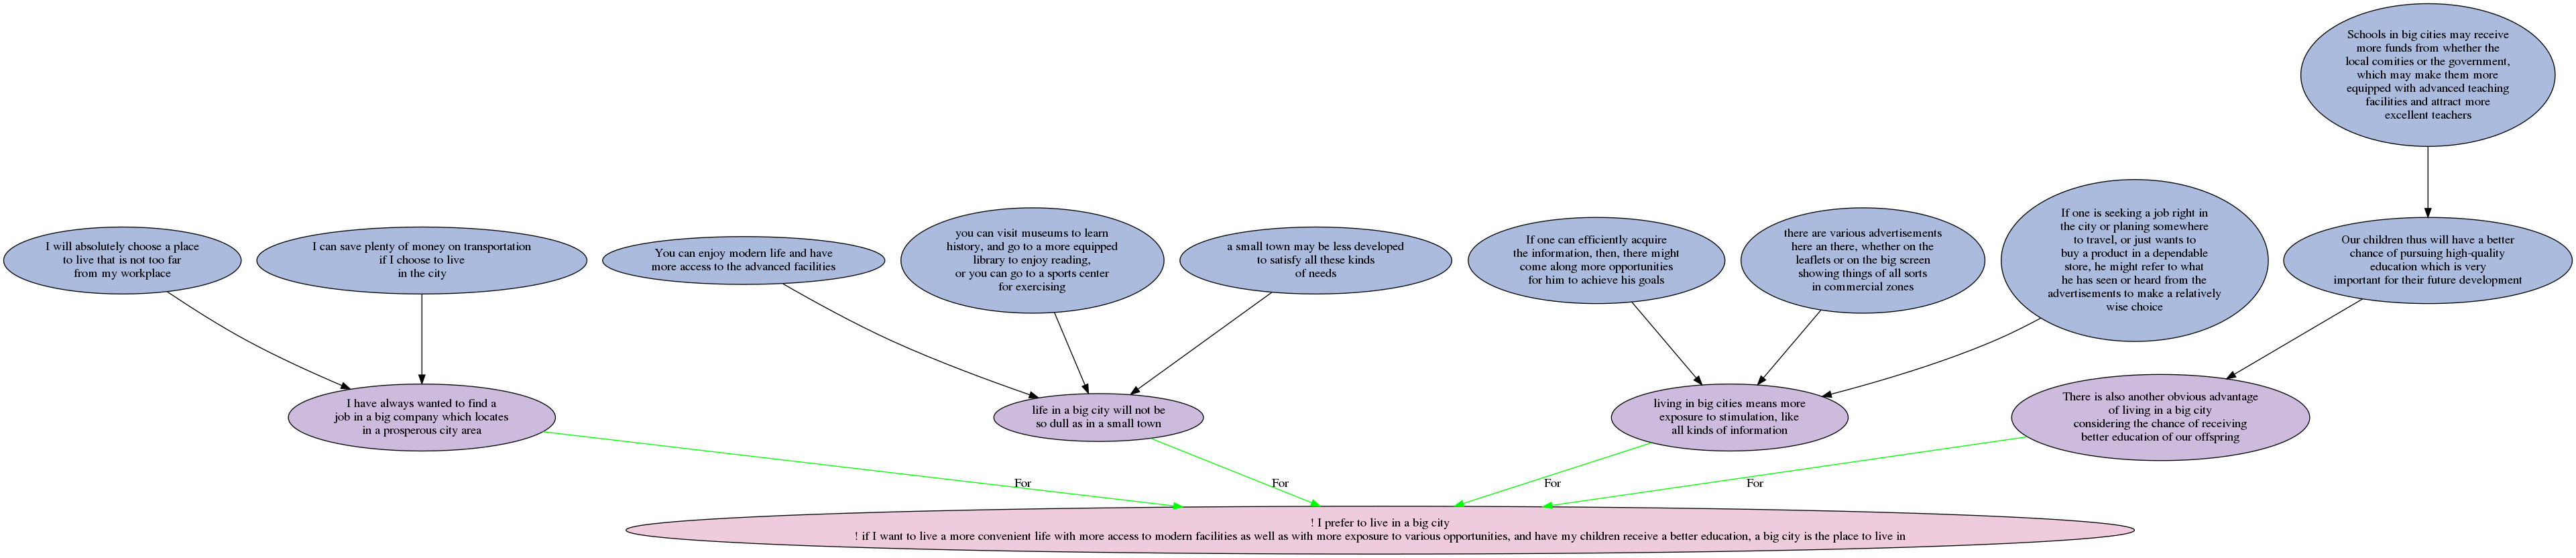 Schools in big cities may receive
more funds from whether the
local comities or the government,
which may make them more
equipped with advanced teaching
facilities and attract more
excellent teachers
I will absolutely choose a place
to live that is not too far
from my workplace
I can save plenty of money on transportation
if I choose to live
in the city
You can enjoy modern life and have
more access to the advanced facilities
you can visit museums to learn
history, and go to a more equipped
library to enjoy reading,
or you can go to a sports center
for exercising
a small town may be less developed
to satisfy all these kinds
of needs
If one can efficiently acquire
the information, then, there might
come along more opportunities
for him to achieve his goals
there are various advertisements
here an there, whether on the
leaflets or on the big screen
showing things of all sorts
in commercial zones
If one is seeking a job right in
the city or planing somewhere
to travel, or just wants to
buy a product in a dependable
store, he might refer to what
he has seen or heard from the
advertisements to make a relatively
wise choice
Our children thus will have a better
chance of pursuing high-quality
education which is very
important for their future development
I have always wanted to find a
job in a big company which locates
in a prosperous city area
life in a big city will not be
so dull as in a small town
living in big cities means more
exposure to stimulation, like
all kinds of information
There is also another obvious advantage
of living in a big city
considering the chance of receiving
better education of our offspring
For
For
For
For
! I prefer to live in a big city
! if I want to live a more convenient life with more access to modern facilities as well as with more exposure to various opportunities, and have my children receive a better education, a big city is the place to live in